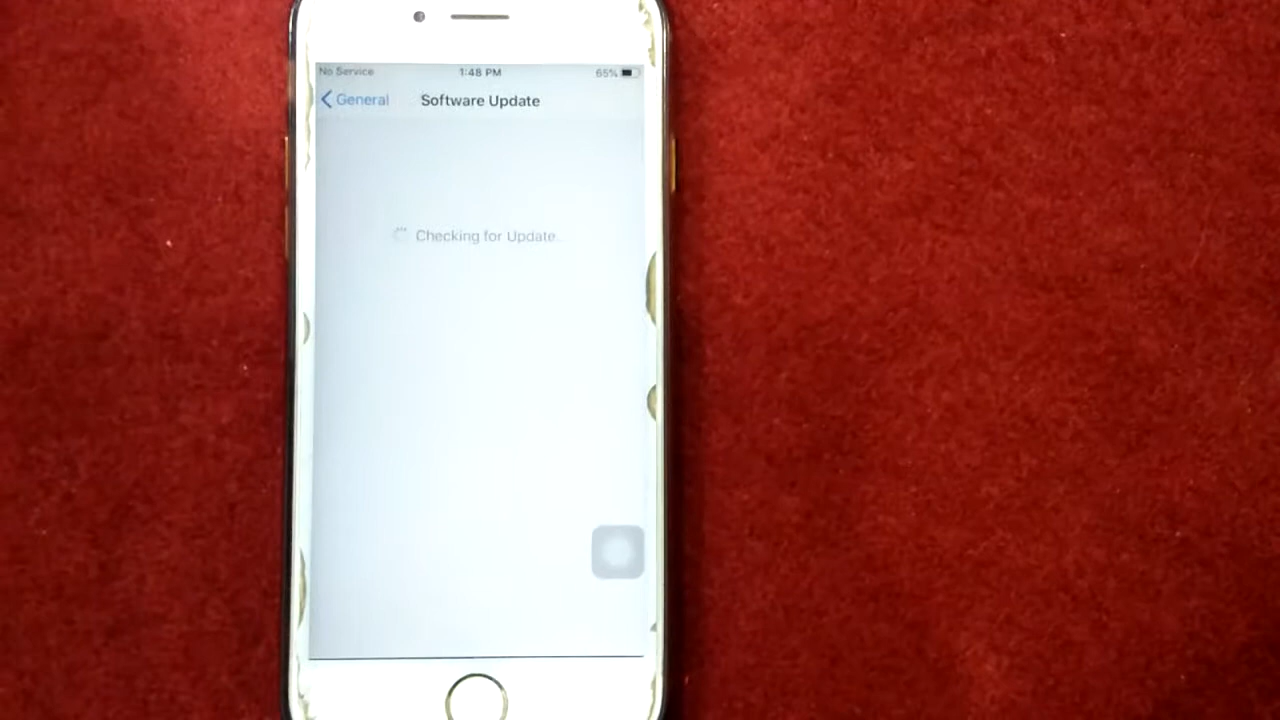 No Service 1:48 PM 65%
General Software Update
Checking for Update...